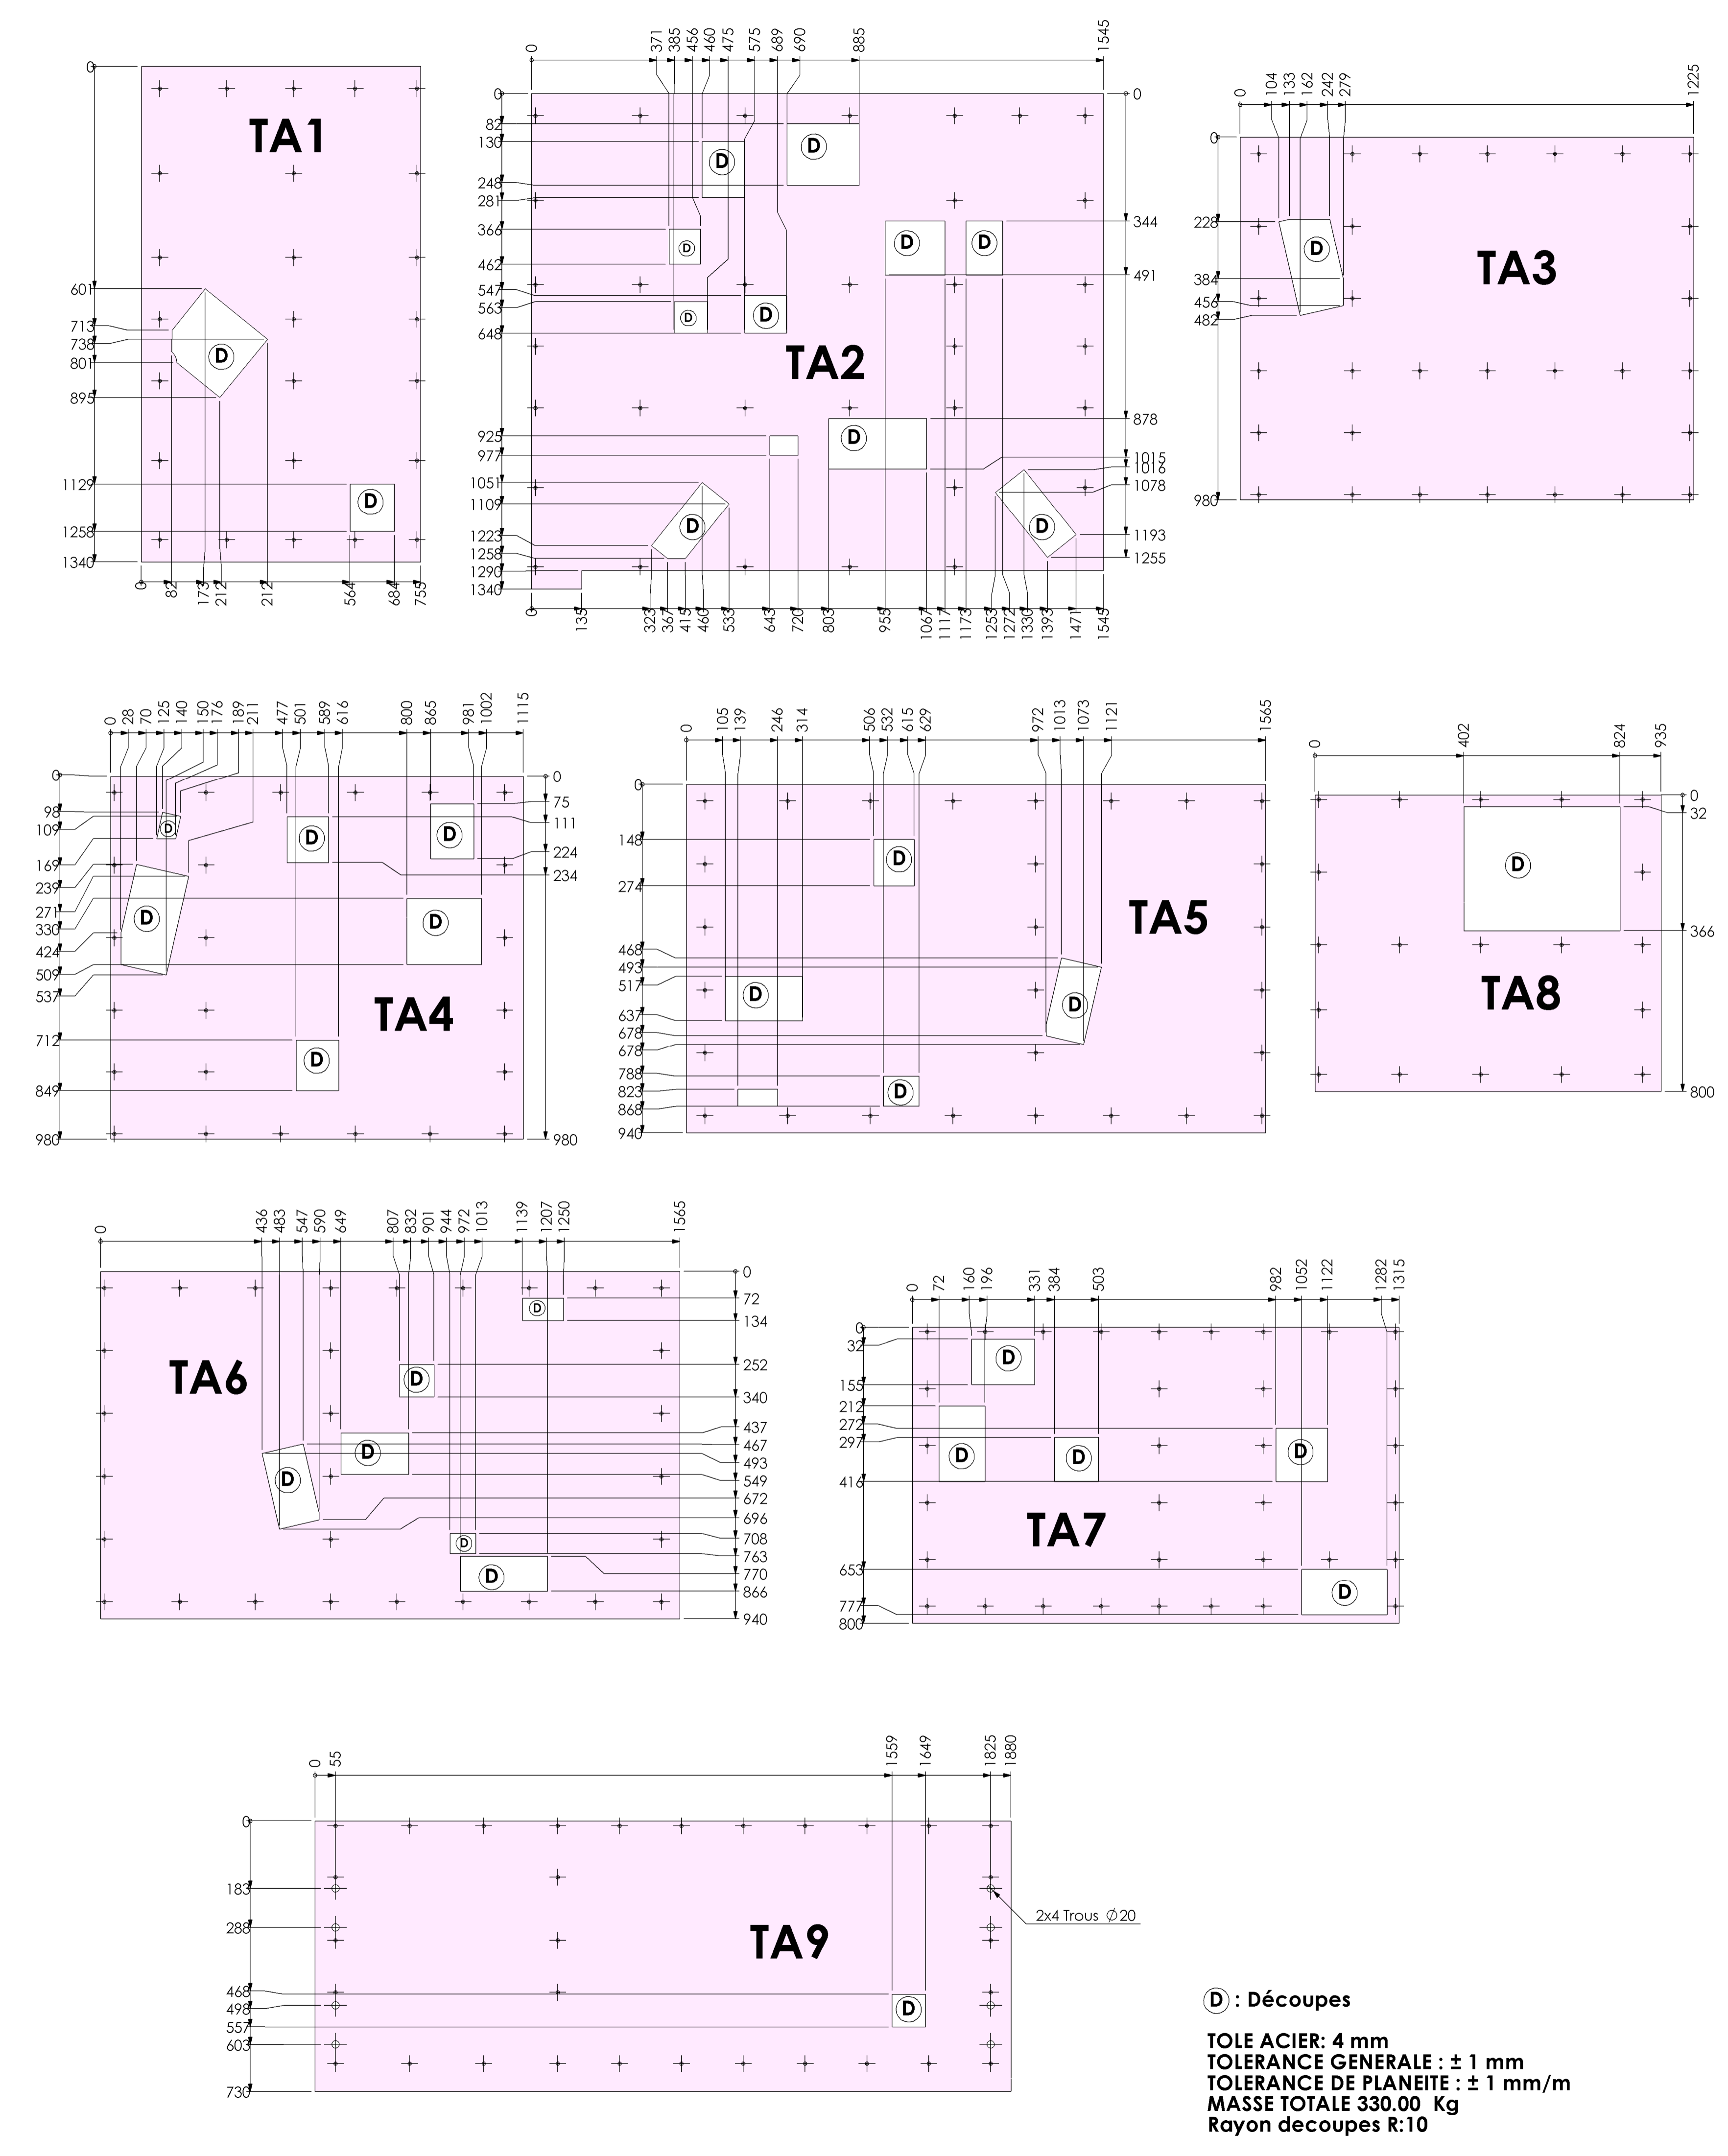 0 755
0
601
713
738
801
895
1129
1258
1340
TA1
D
D
0 82 173 212 212 564 684 755
0 371 385 456 460 475 575 689 690 885 1545
0
82
130
248
281
366
462
547
563
648
925
977
1051
1109
1223
1258
1290
1340
TA2
D
D
D
D
D
D
D
D
D
D
0
344
491
878
1015
1016
1078
1193
1255
0 135 323 367 415 460 533 643 720 803 955 1067 1117 1173 1253 1272 1330 1393 1471 1545
0 104 133 162 242 279 1225
0
228
384
456
482
980
D
TA3
0 28 70 125 140 150 176 189 211 477 501 589 616 800 865 981 1002 1115
0
98
109
169
239
271
330
424
509
537
712
849
980
D
D
D
D
D
D
TA4
0
75
111
224
234
980
0 105 139 246 314 506 532 615 629 972 1013 1073 1121 1565
0
148
274
468
493
517
637
678
678
788
823
868
940
D
TA5
D
D
D
0 402 824 935
0
32
366
800
D
TA8
0 436 483 547 590 649 807 832 901 944 972 1013 1139 1207 1250 1565
TA6
D
D
D
D
D
D
0
72
134
252
340
437
467
493
549
672
696
708
763
770
866
940
0 72 160 196 331 384 503 982 1052 1122 1282 1315
0
32
155
212
272
297
416
653
777
800
D
D
D
D
TA7
D
0 55 1559 1649 1825 1880
0
183
288
468
498
557
603
730
TA9
D
2x4 Trous ∅20
D : Découpes
TOLE ACIER: 4 mm
TOLERANCE GENERALE : ± 1 mm
TOLERANCE DE PLANEITE : ± 1 mm/m
MASSE TOTALE 330.00 Kg
Rayon decoupes R:10